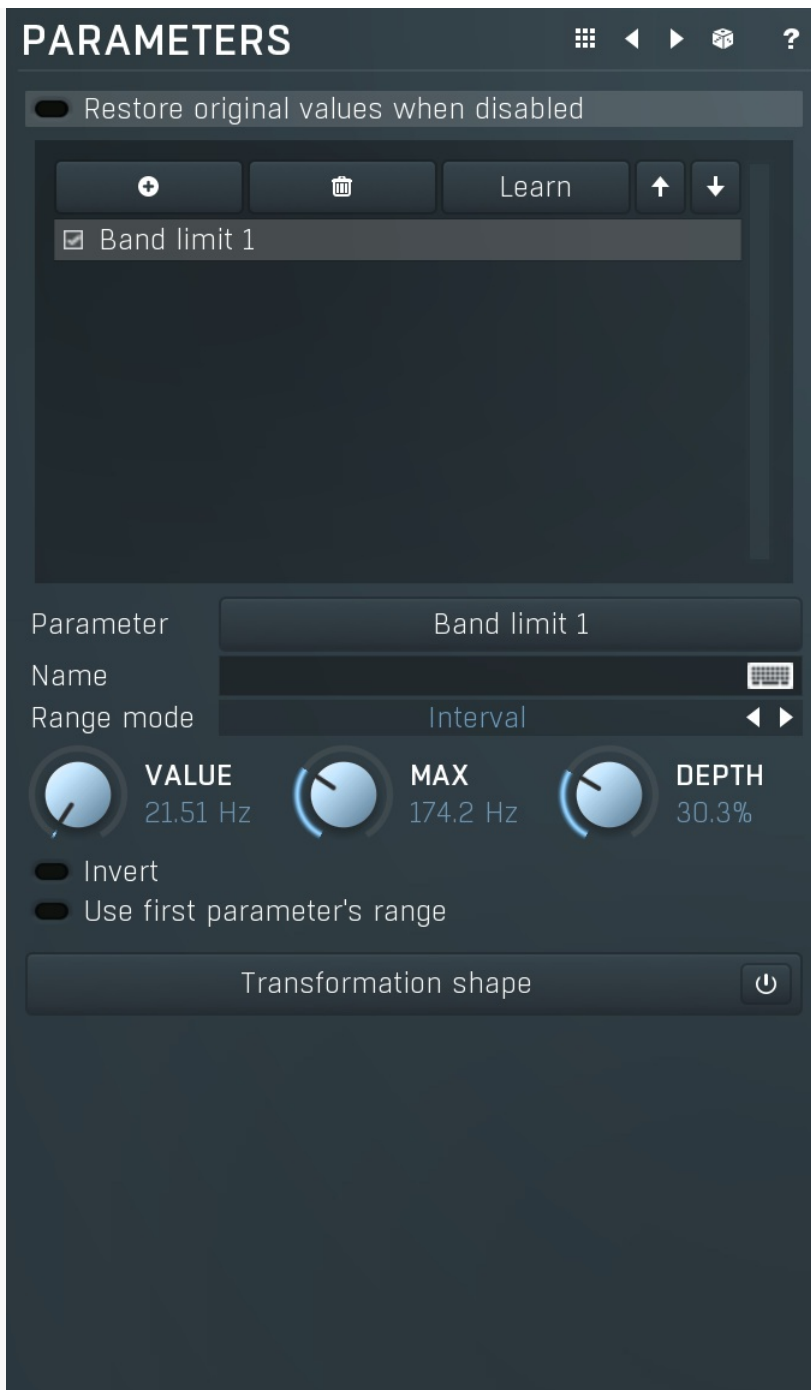 PARAMETERS ?
Restore original values when disabled
Learn
Band limit 1
Parameter Band limit 1
Name
Range mode Interval
VALUE MAX DEPTH
21.51 Hz 174.2 Hz 30.3%
Invert
Use first parameter's range
Transformation shape